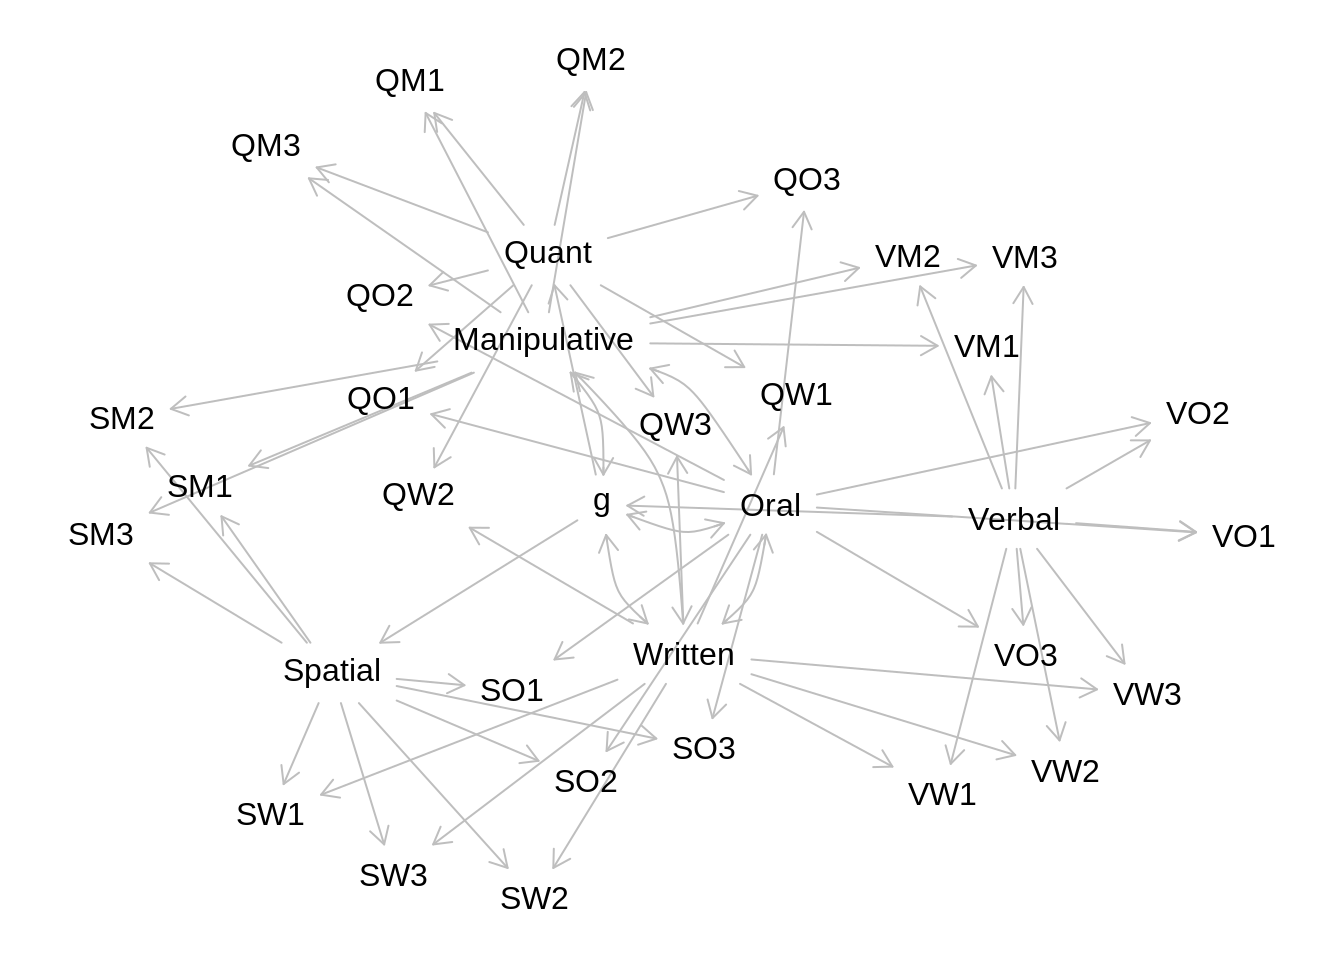 QM2
QM1
QM3
QO3
Quant
VM2
VM3
QO2
Manipulative
VM1
QW1
QO1
VO2
SM2
QW3
SM1
QW2
g
Oral
Verbal
SM3
VO1
Written
VO3
Spatial
SO1
VW3
SO3
VW2
SO2
VW1
SW1
SW3
SW2